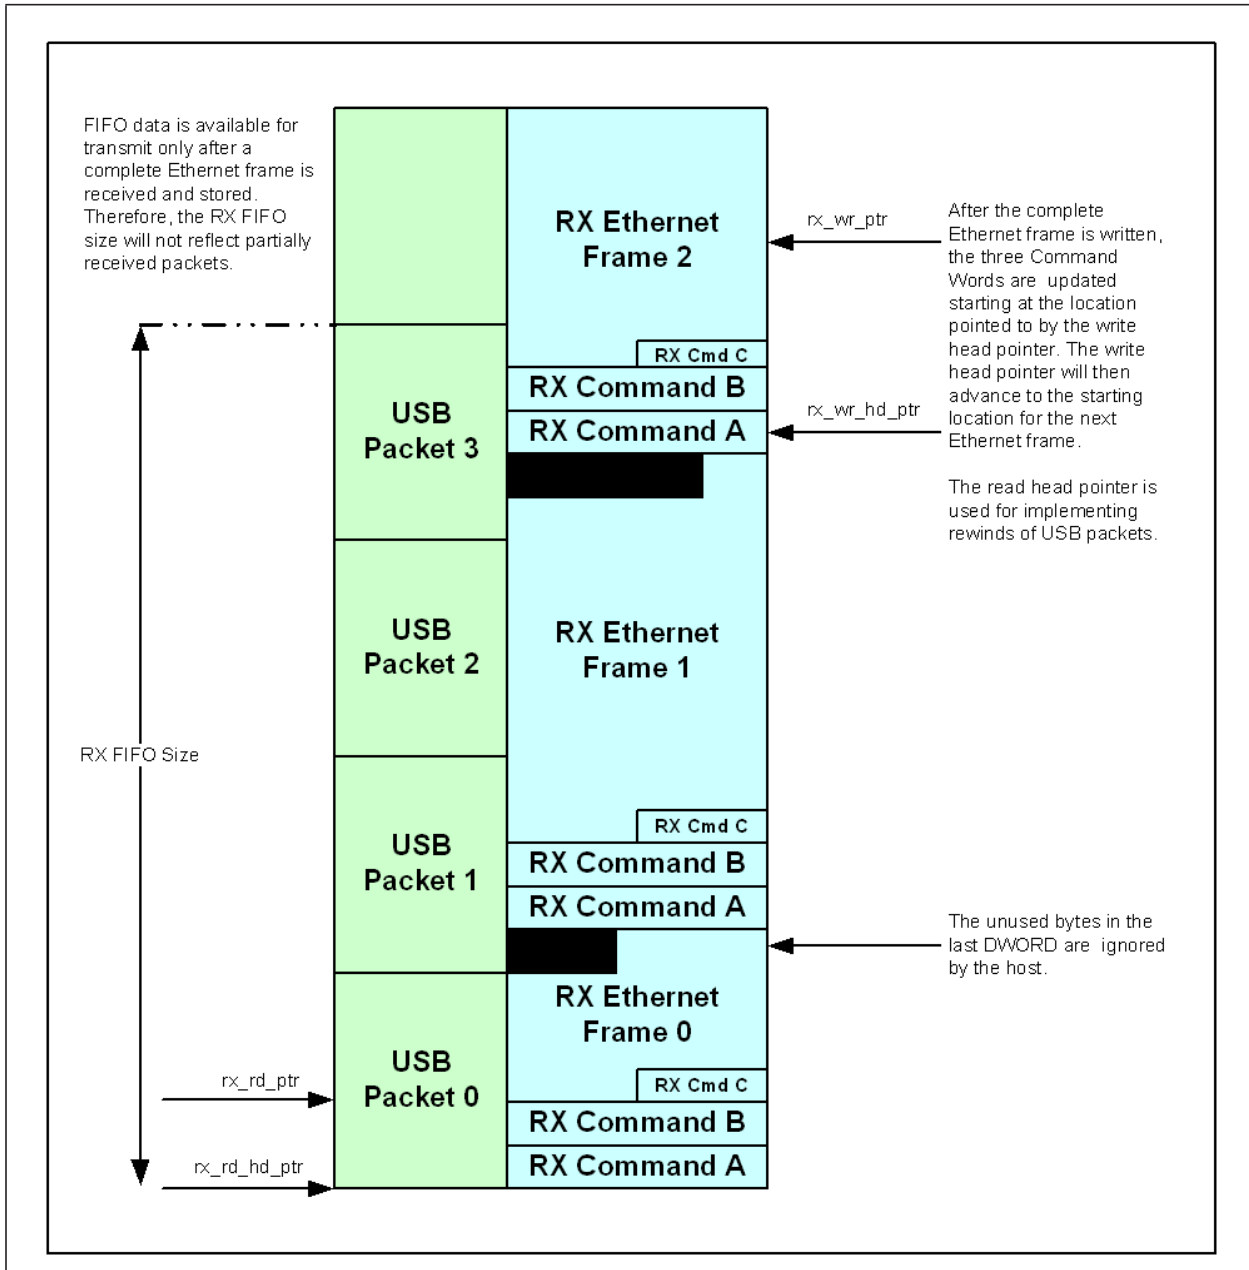 FIFO data is available for
transmit only after a
complete Ethernet frame is
received and stored.
Therefore, the RX FIFO
size will not reflect partially
received packets.
RX Ethernet
Frame 2
rx_wr_ptr
After the complete
Ethernet frame is written,
the three Command
Words are updated
starting at the location
pointed to by the write
head pointer. The write
head pointer will then
advance to the starting
location for the next
Ethernet frame.
The read head pointer is
used for implementing
rewinds of USB packets.
RX Cmd C
RX Command B
RX Command A
rx_wr_hd_ptr
USB
Packet 3
USB
Packet 2
RX Ethernet
Frame 1
RX FIFO Size
USB
Packet 1
RX Cmd C
RX Command B
RX Command A
The unused bytes in the
last DWORD are ignored
by the host.
RX Ethernet
Frame 0
USB
Packet 0
rx_rd_ptr
RX Cmd C
RX Command B
RX Command A
rx_rd_hd_ptr